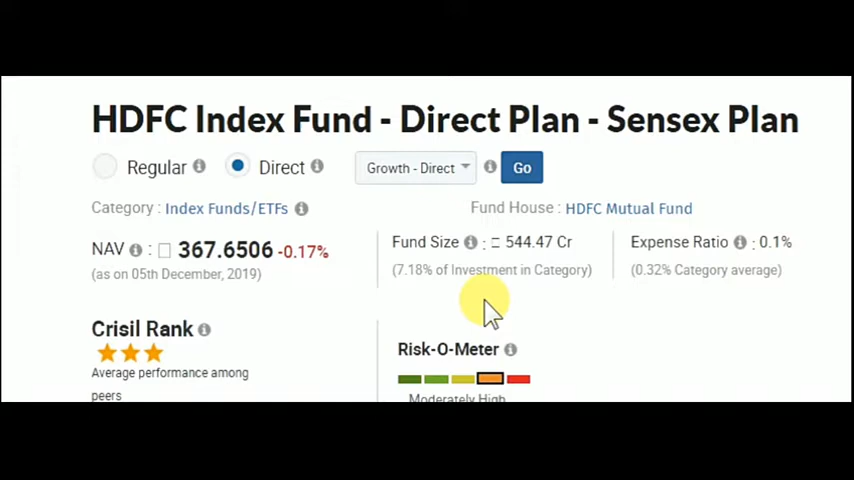 HDFC Index Fund - Direct Plan - Sensex Plan
Regular Direct Growth - Direct Go
Category : Index Funds/ETFs Fund House : HDFC Mutual Fund
NAV : 367.6506 -0.17% Fund Size : 544.47 Cr Expense Ratio : 0.1%
(as on 05th December, 2019) (7.18% of Investment in Category) (0.32% Category average)
Crisil Rank
Risk-O-Meter
Average performance among
peers
Moderately High